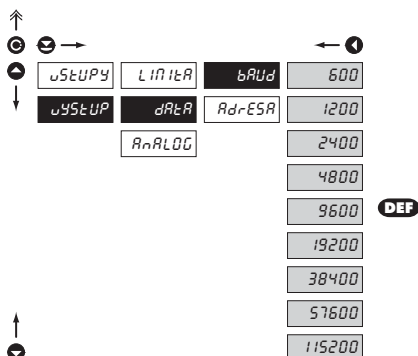 uStUPY LIMItA bAUd 600
uYStUP dAtA AdrESA 1200
AnALOG 2400
4800
9600 DEF
19200
38400
57600
115200